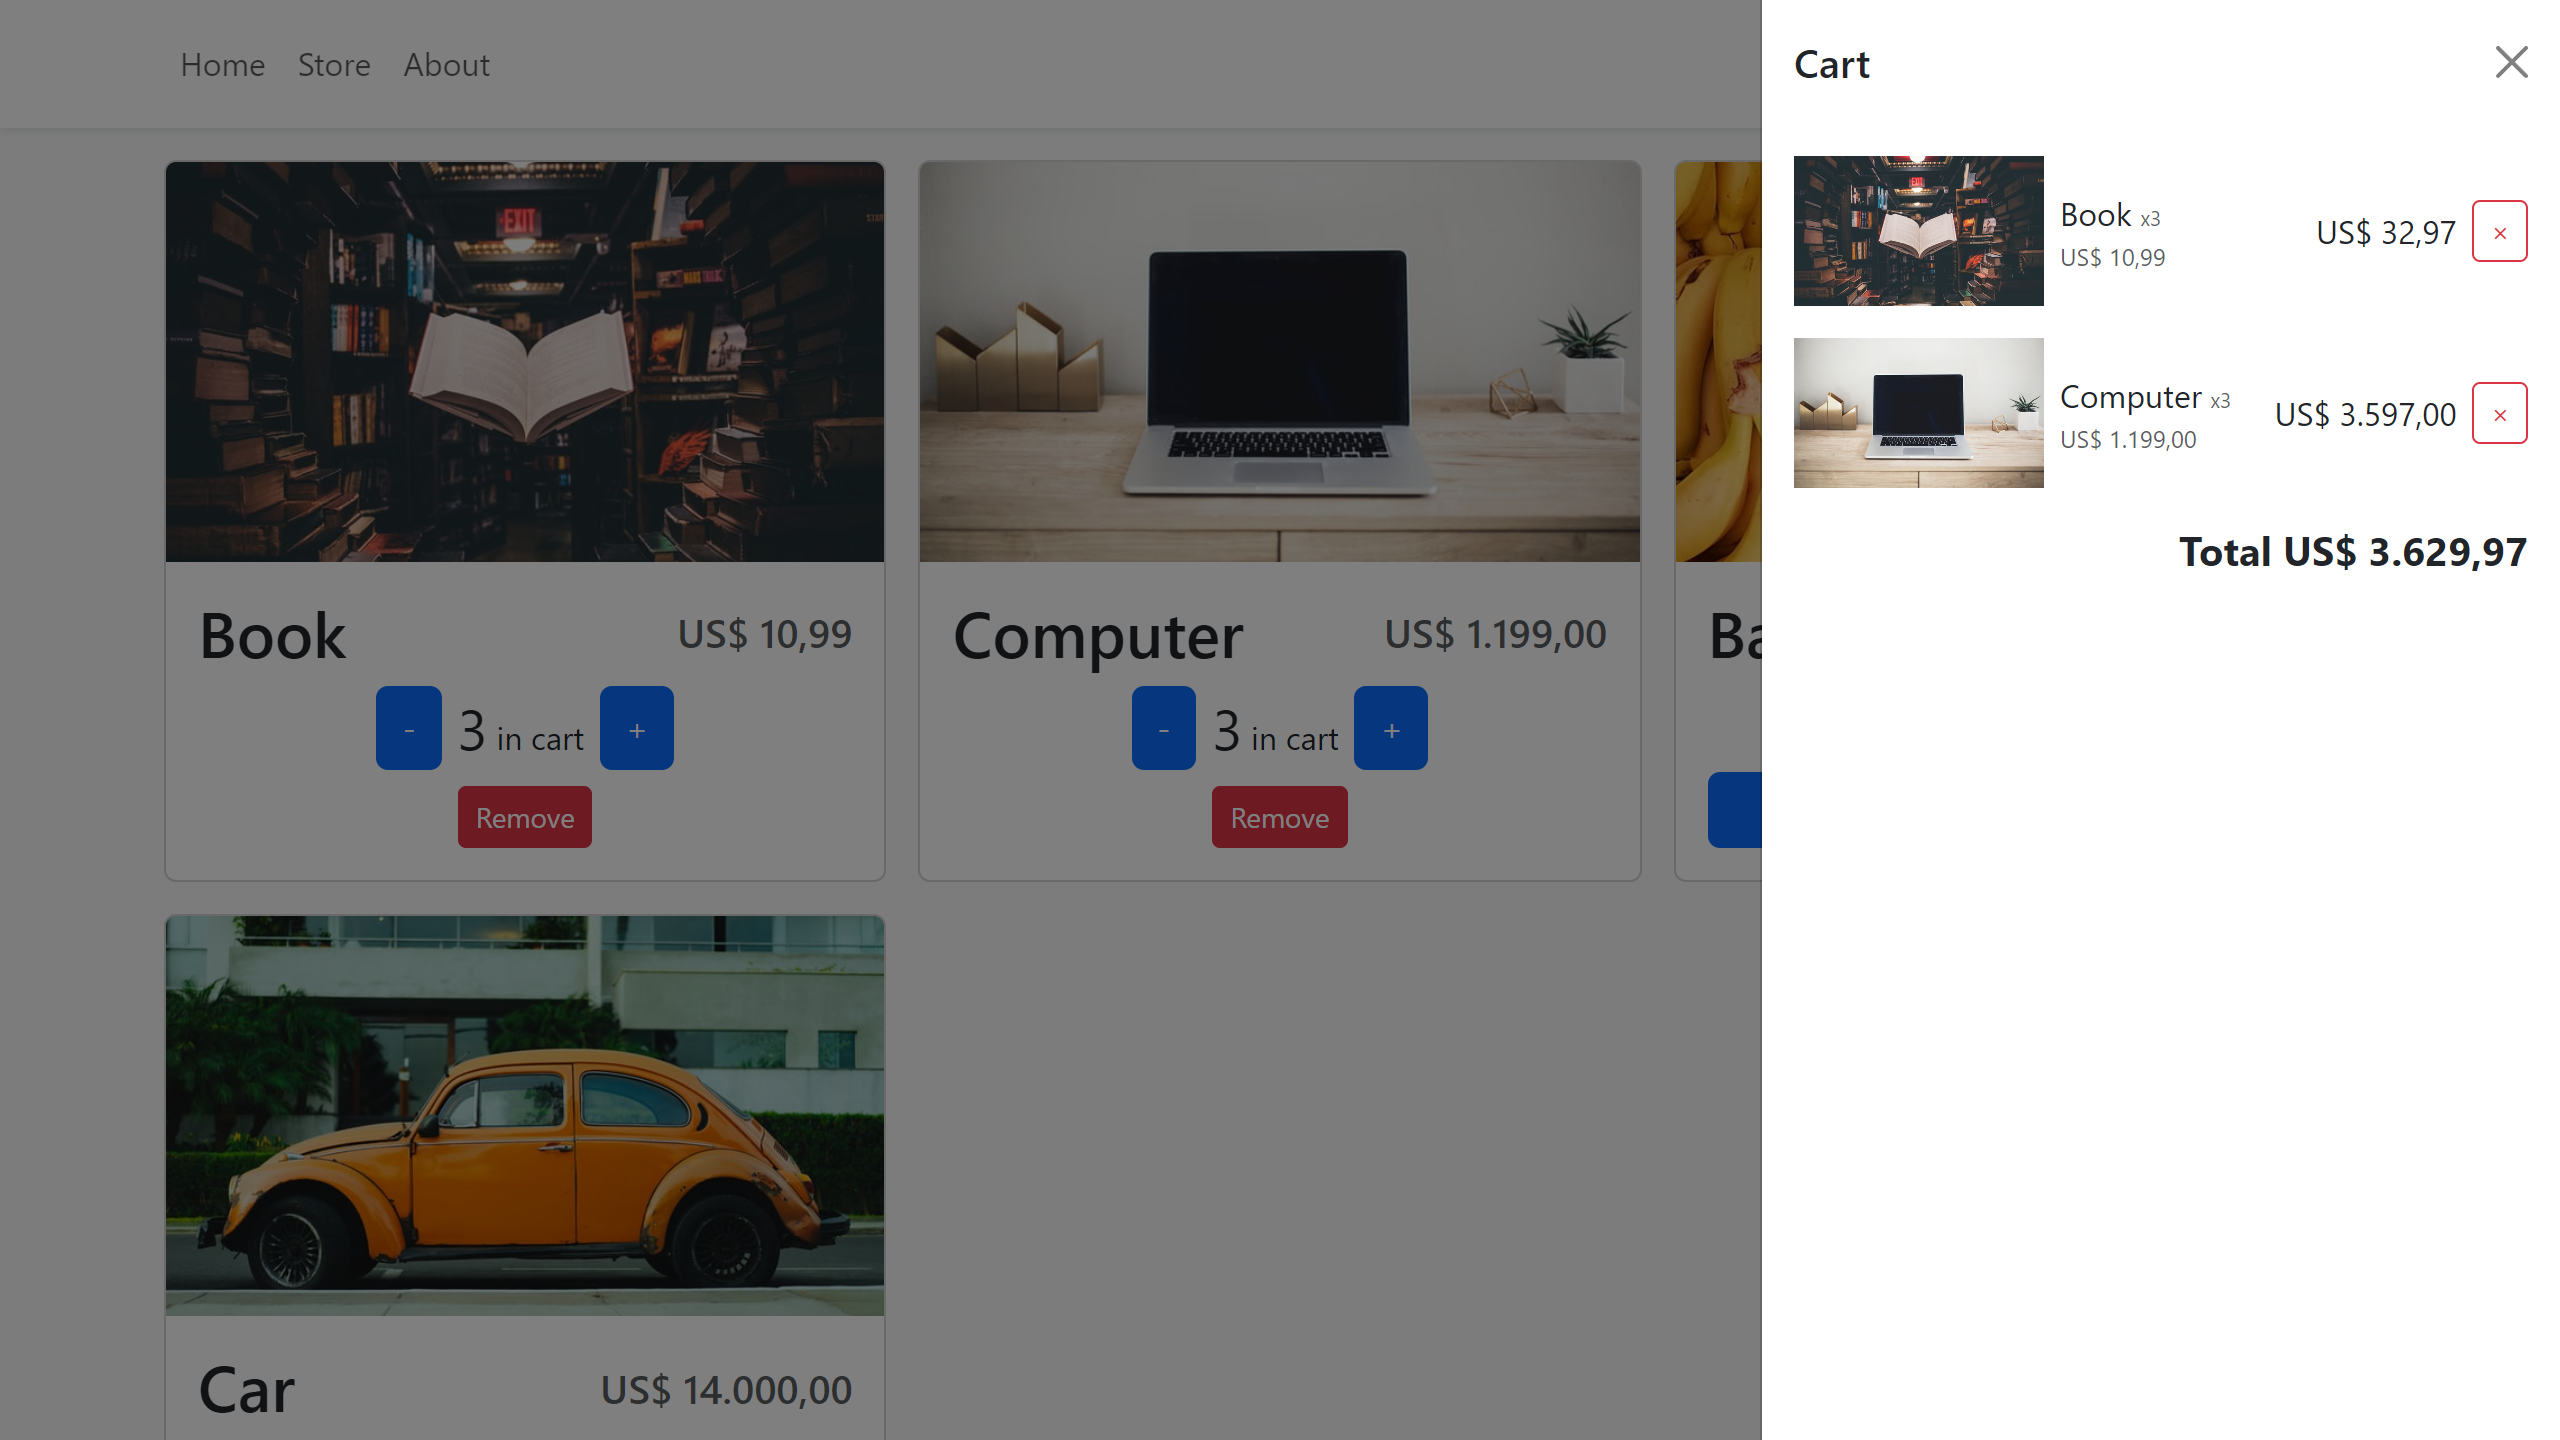 Home Store About
EXIT
Book US$ 10,99
- 3 in cart +
Remove
Computer US$ 1.199,00
- 3 in cart +
Remove
Ba
Car US$ 14.000,00
Cart
EXIT
Book x3
US$ 10,99
US$ 32,97
×
Computer x3
US$ 1.199,00
US$ 3.597,00
×
Total US$ 3.629,97